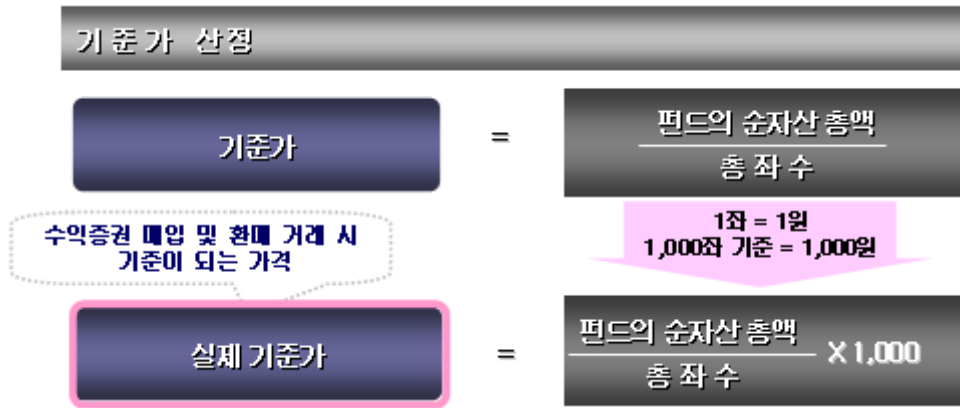 기준가 산정
기준가
=
펀드의 순자산 총액
총 좌 수
수익증권 매입 및 환매 거래 시
기준이 되는 가격
1좌 = 1원
1,000좌 기준 = 1,000원
실제 기준가
=
펀드의 순자산 총액
총 좌 수
X 1,000